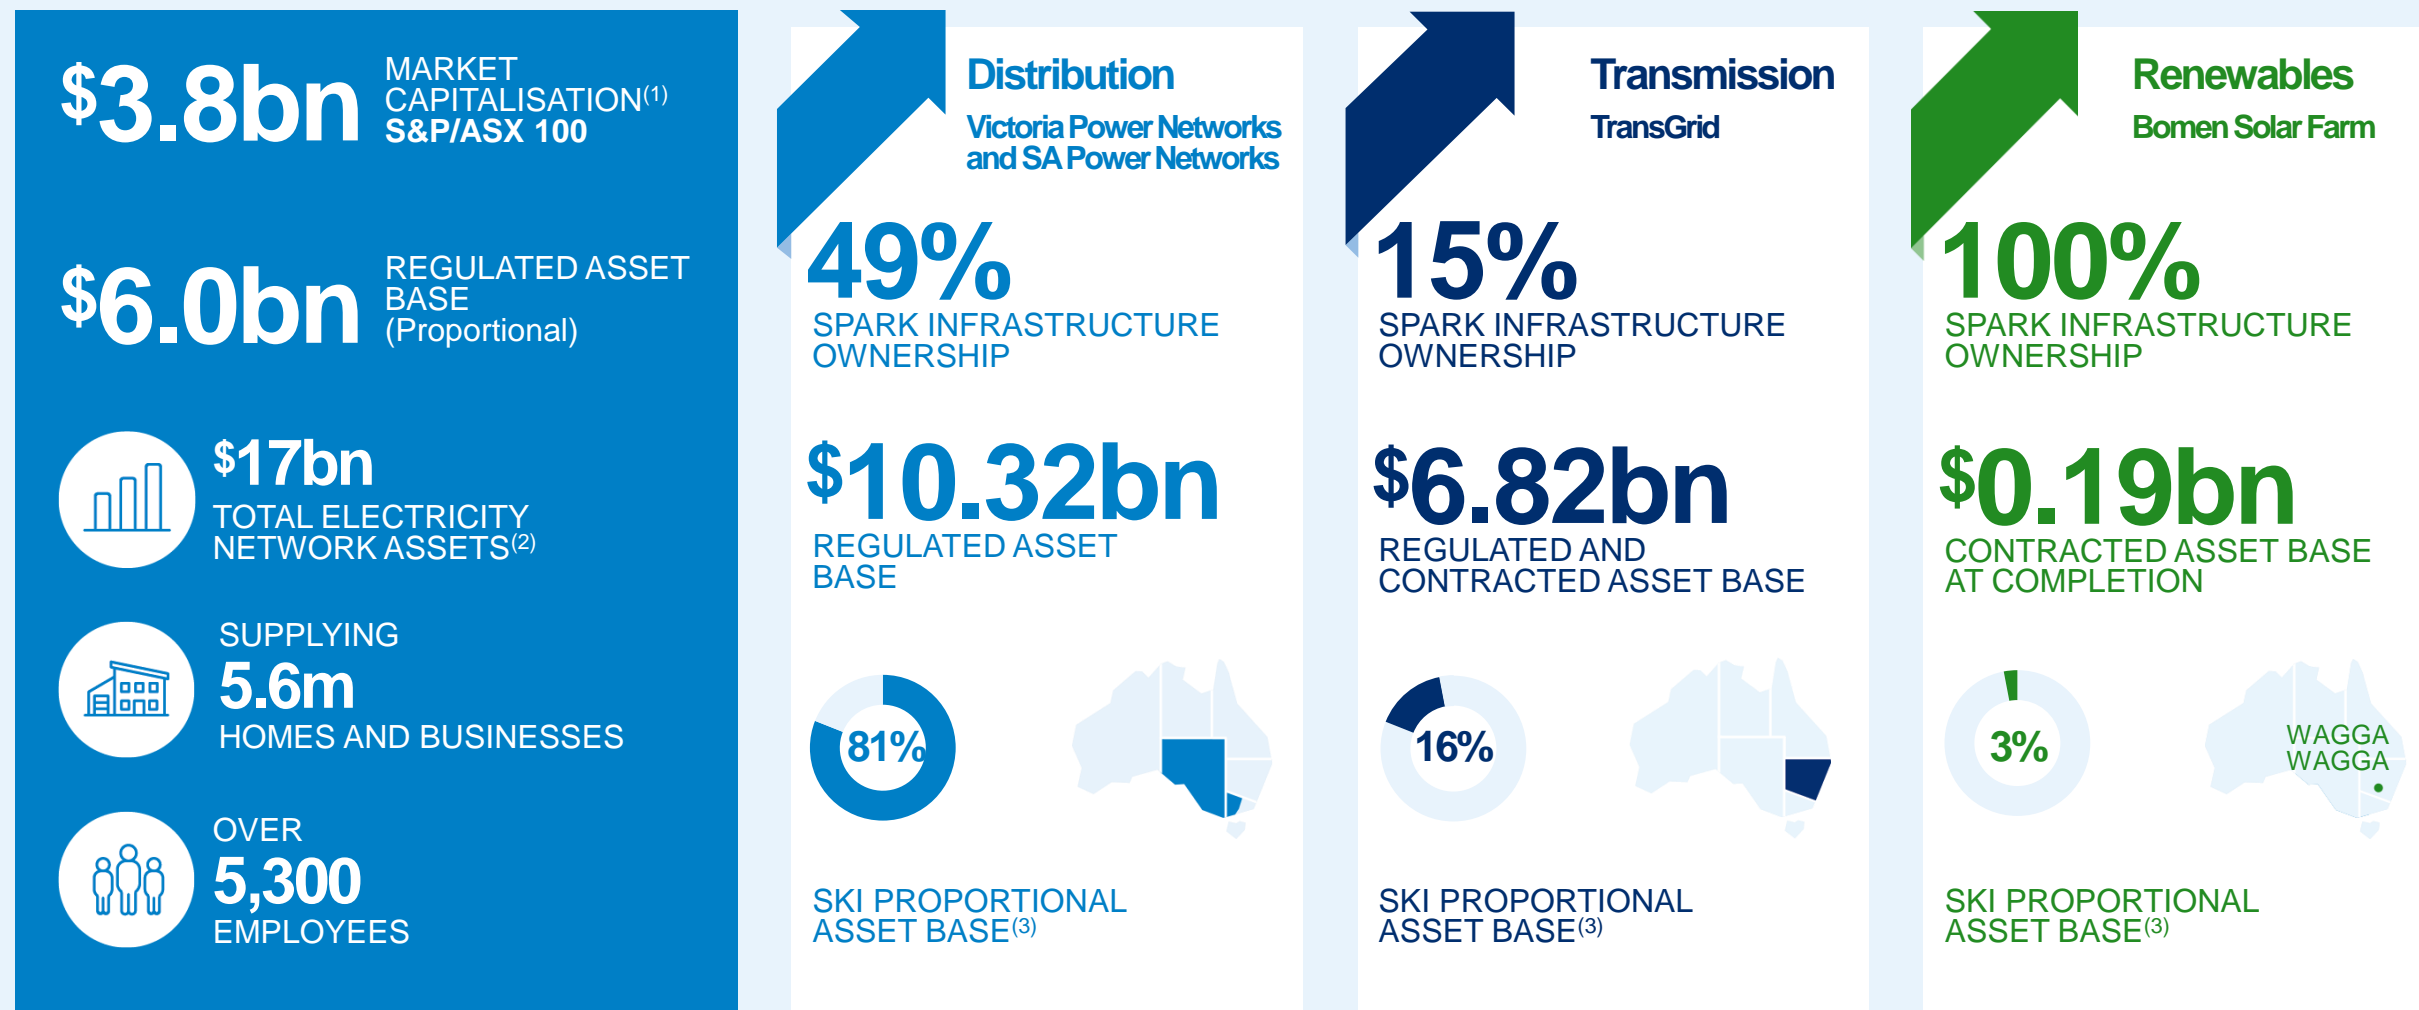 $3.8bn
MARKET
CAPITALISATION(1)
S&P/ASX 100
$6.0bn
REGULATED ASSET
BASE
(Proportional)
$17bn
TOTAL ELECTRICITY
NETWORK ASSETS(2)
SUPPLYING
5.6m
HOMES AND BUSINESSES
OVER
5,300
EMPLOYEES
Distribution
Victoria Power Networks
and SA Power Networks
49%
SPARK INFRASTRUCTURE
OWNERSHIP
$10.32bn
REGULATED ASSET
BASE
81%
SKI PROPORTIONAL
ASSET BASE(3)
Transmission
TransGrid
15%
SPARK INFRASTRUCTURE
OWNERSHIP
$6.82bn
REGULATED AND
CONTRACTED ASSET BASE
16%
SKI PROPORTIONAL
ASSET BASE(3)
Renewables
Bomen Solar Farm
100%
SPARK INFRASTRUCTURE
OWNERSHIP
$0.19bn
CONTRACTED ASSET BASE
AT COMPLETION
3%
WAGGA
WAGGA
SKI PROPORTIONAL
ASSET BASE(3)